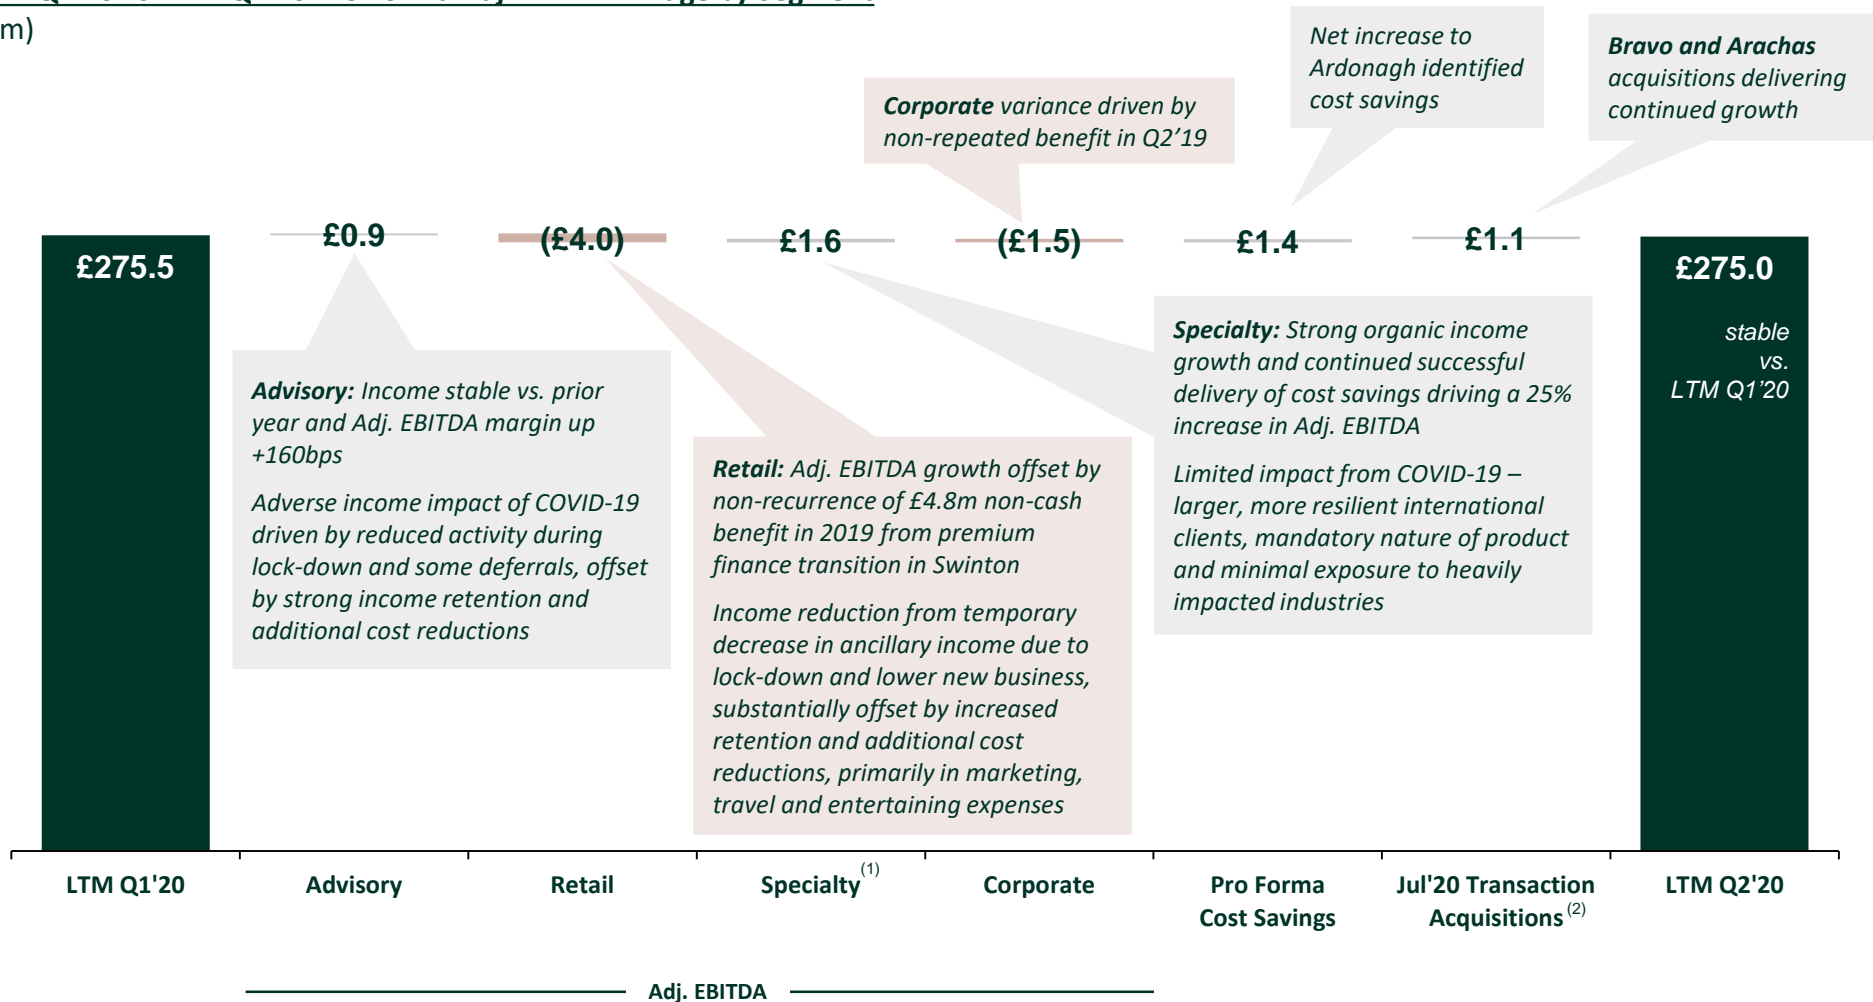 m)
Net increase to
Ardonagh identified
cost savings
Bravo and Arachas
acquisitions delivering
continued growth
Corporate variance driven by
non-repeated benefit in Q2’19
£275.5
£0.9
(£4.0)
£1.6
(£1.5)
£1.4
£1.1
£275.0
stable
vs.
LTM Q1’20
Advisory: Income stable vs. prior
year and Adj. EBITDA margin up
+160bps
Adverse income impact of COVID-19
driven by reduced activity during
lock-down and some deferrals, offset
by strong income retention and
additional cost reductions
Retail: Adj. EBITDA growth offset by
non-recurrence of £4.8m non-cash
benefit in 2019 from premium
finance transition in Swinton
Income reduction from temporary
decrease in ancillary income due to
lock-down and lower new business,
substantially offset by increased
retention and additional cost
reductions, primarily in marketing,
travel and entertaining expenses
Specialty: Strong organic income
growth and continued successful
delivery of cost savings driving a 25%
increase in Adj. EBITDA
Limited impact from COVID-19 –
larger, more resilient international
clients, mandatory nature of product
and minimal exposure to heavily
impacted industries
LTM Q1'20
Advisory
Retail
Specialty (1)
Corporate
Pro Forma
Cost Savings
Jul'20 Transaction
Acquisitions (2)
LTM Q2'20
Adj. EBITDA